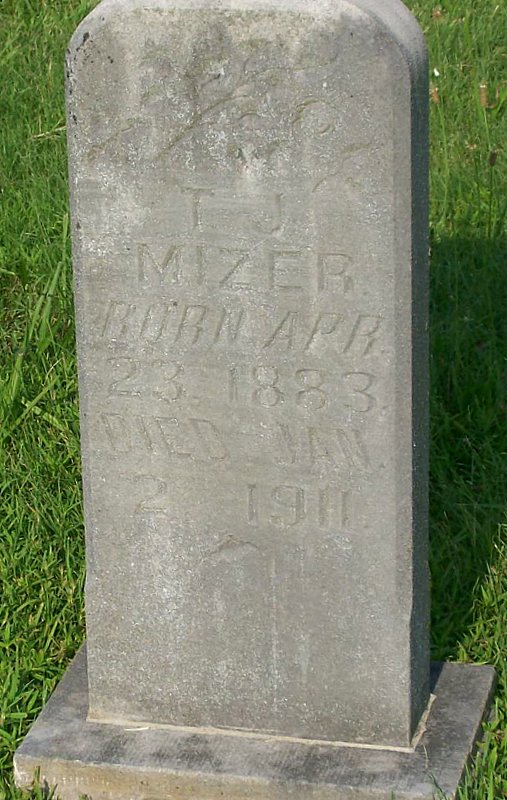 T. J.
MIZER.
BORN APR.
23, 1883.
DIED JAN.
2 1911.